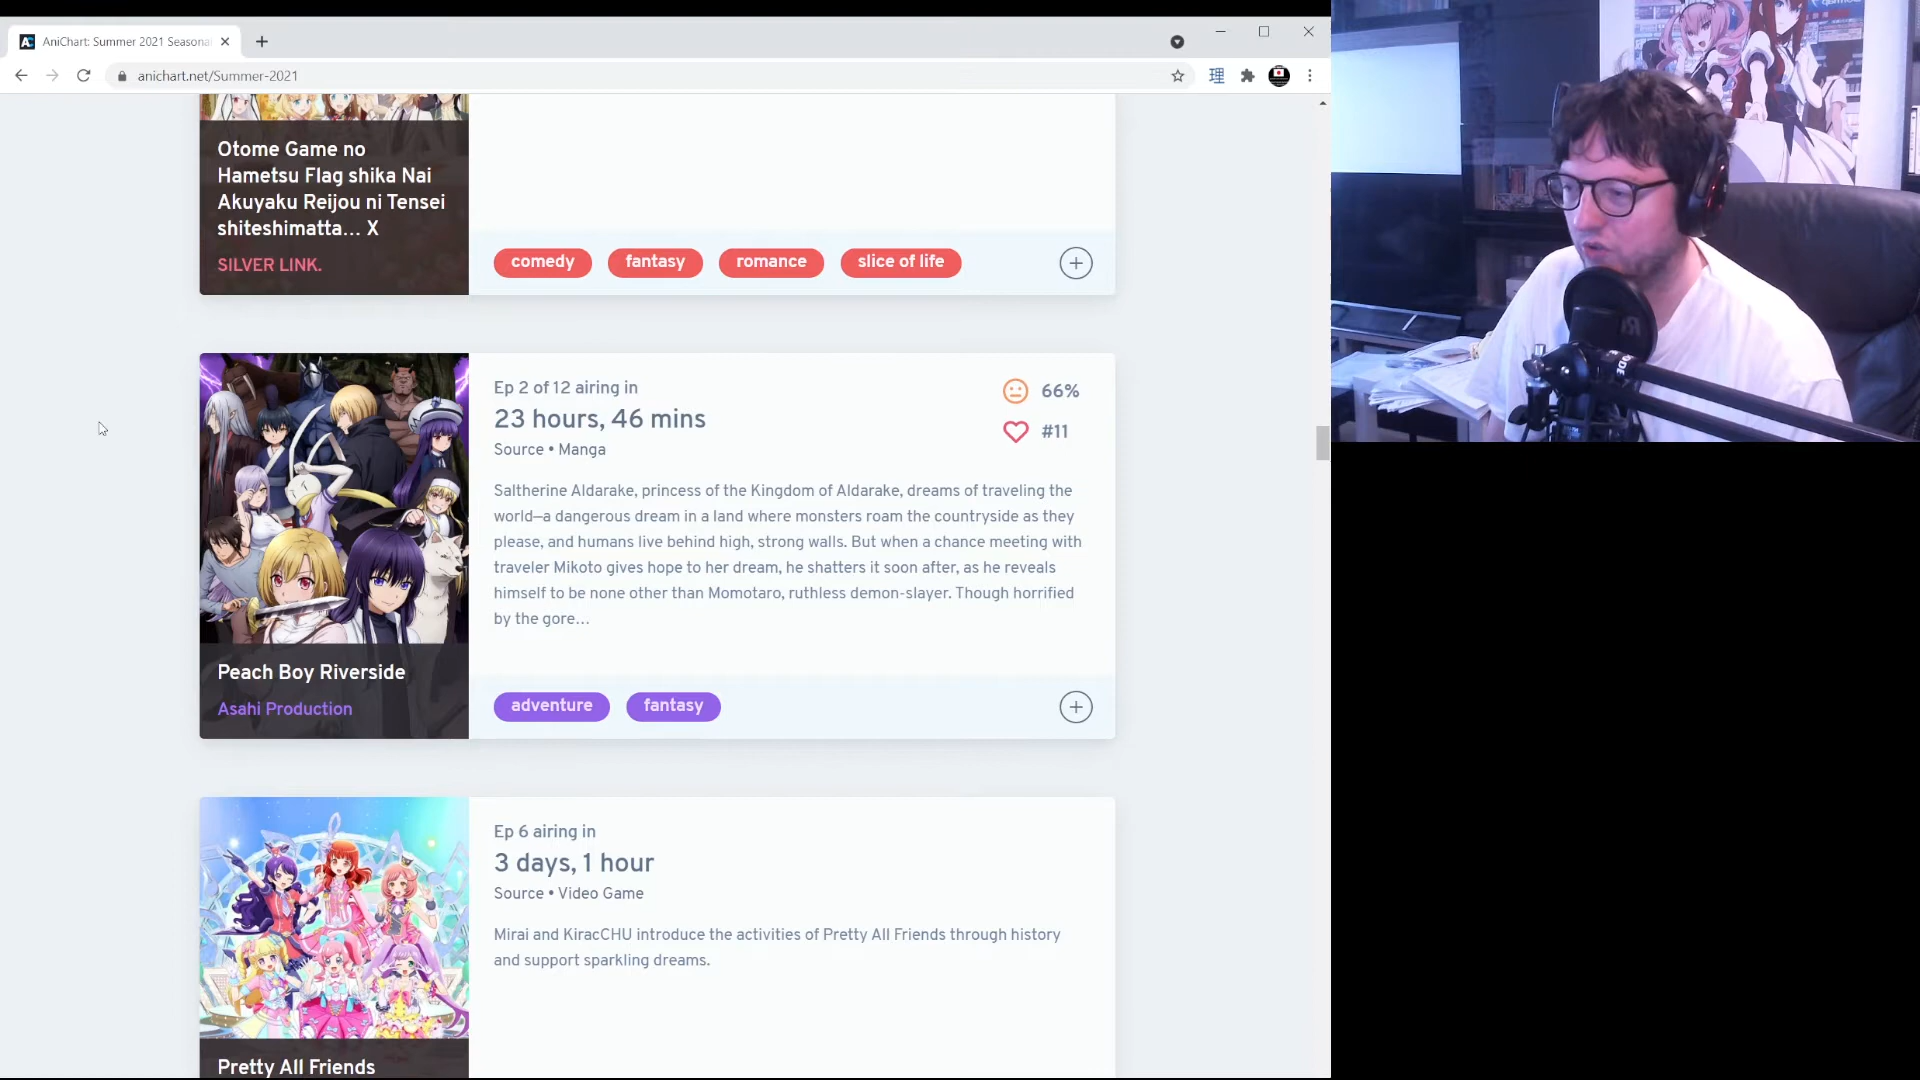 AniChart: Summer 2021 Seasona
anichart.net/Summer-2021
Otome Game no
Hametsu Flag shika Nai
Akuyaku Reijou ni Tensei
shiteshimatta... X
SILVER LINK.
comedy
fantasy
romance
slice of life
Ep 2 of 12 airing in
23 hours, 46 mins
Source • Manga
66%
#11
Saltherine Aldarake, princess of the Kingdom of Aldarake, dreams of traveling the
world—a dangerous dream in a land where monsters roam the countryside as they
please, and humans live behind high, strong walls. But when a chance meeting with
traveler Mikoto gives hope to her dream, he shatters it soon after, as he reveals
himself to be none other than Momotaro, ruthless demon-slayer. Though horrified
by the gore…
Peach Boy Riverside
Asahi Production
adventure
fantasy
Ep 6 airing in
3 days, 1 hour
Source • Video Game
Mirai and KiracCHU introduce the activities of Pretty All Friends through history
and support sparkling dreams.
Pretty All Friends